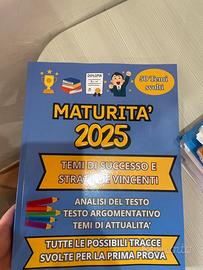 DIPLOMA
50 Temi
svolti
MATURITA'
2025
TEMI DI SUCCESSO E
STRATEGIE VINCENTI
ANALISI DEL TESTO
TESTO ARGOMENTATIVO
TEMI DI ATTUALITA'
TUTTE LE POSSIBILI TRACCE
SVOLTE PER LA PRIMA PROVA